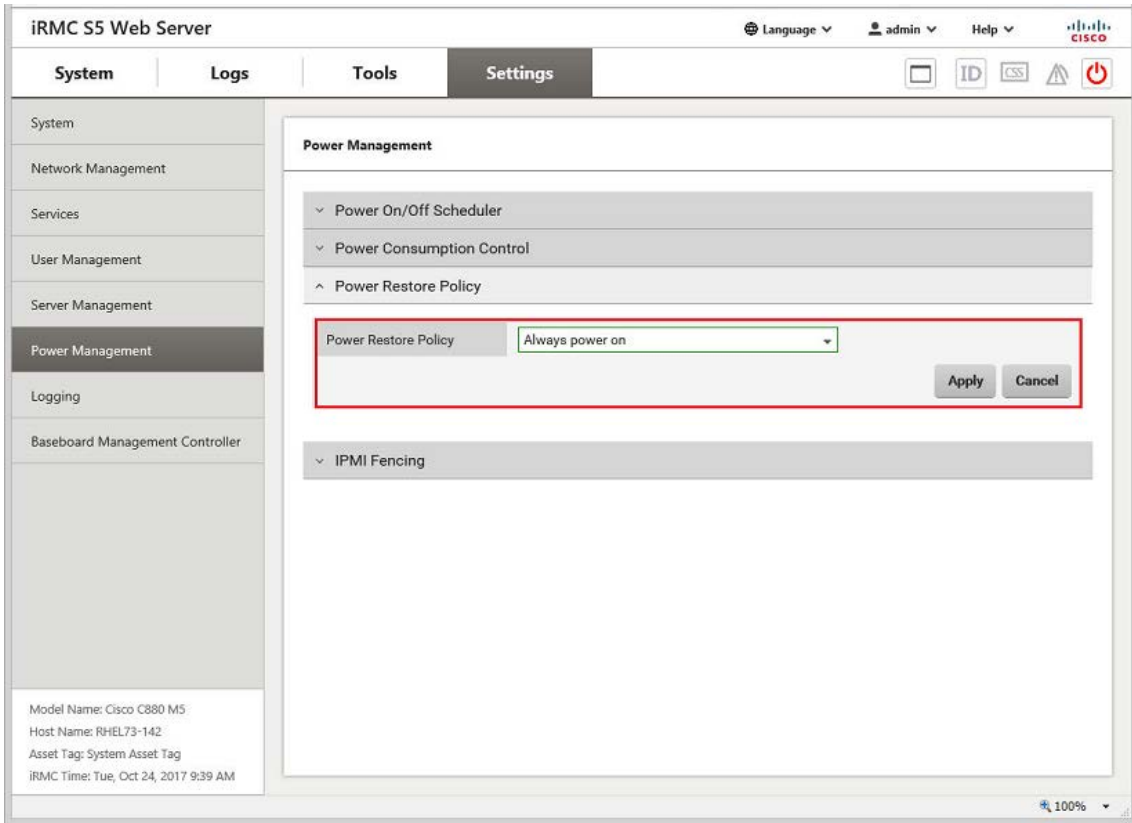 iRMC S5 Web Server
Language
admin
Help
CISCO
System
Logs
Tools
Settings
ID
CSS
System
Network Management
Services
User Management
Server Management
Power Management
Logging
Baseboard Management Controller
Power Management
Power On/Off Scheduler
Power Consumption Control
Power Restore Policy
Power Restore Policy
Always power on
Apply
Cancel
IPMI Fencing
Model Name: Cisco C880 M5
Host Name: RHEL73-142
Asset Tag: System Asset Tag
iRMC Time: Tue, Oct 24, 2017 9:39 AM
100%